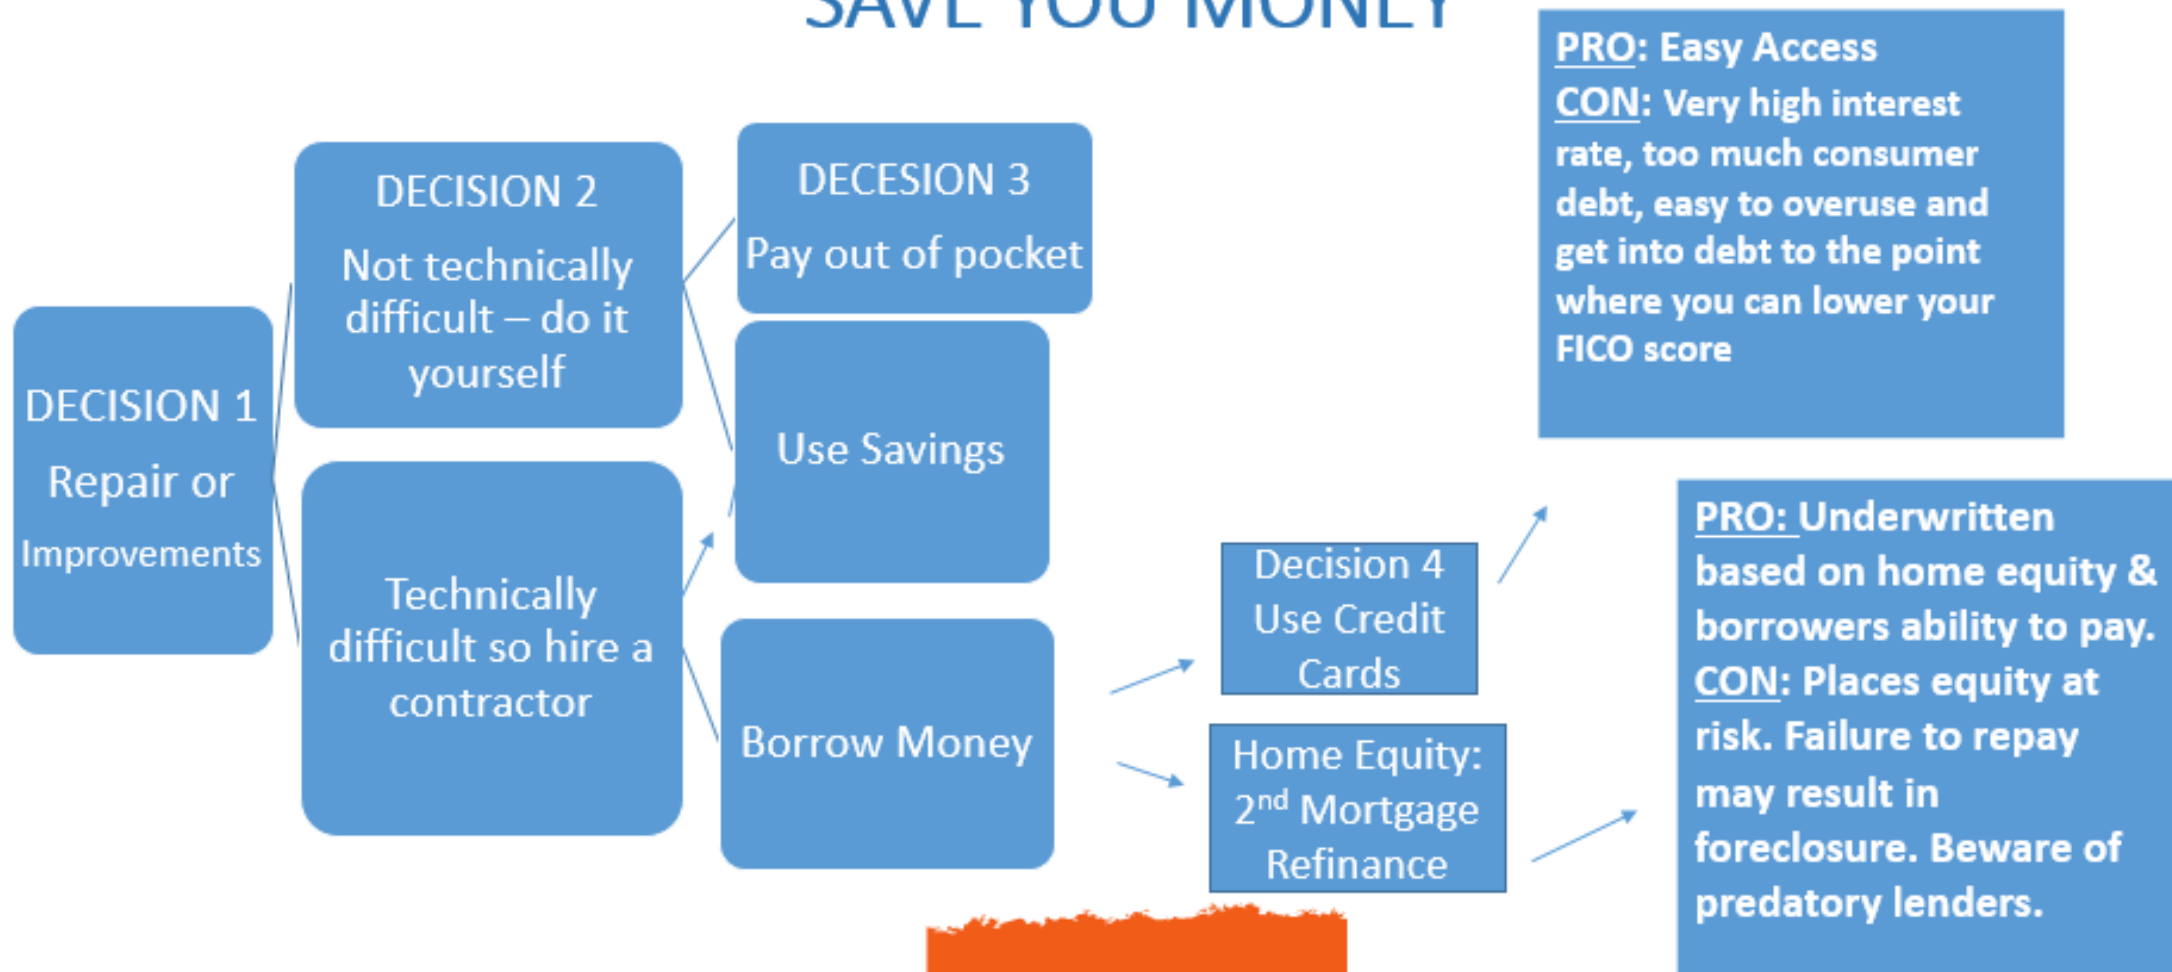 SAVE YOU MONEY
DECISION 1
Repair or
Improvements
DECISION 2
Not technically
difficult – do it
yourself
Technically
difficult so hire a
contractor
DECESION 3
Pay out of pocket
Use Savings
Borrow Money
Decision 4
Use Credit
Cards
Home Equity:
2nd Mortgage
Refinance
PRO: Easy Access
CON: Very high interest
rate, too much consumer
debt, easy to overuse and
get into debt to the point
where you can lower your
FICO score
PRO: Underwritten
based on home equity &
borrowers ability to pay.
CON: Places equity at
risk. Failure to repay
may result in
foreclosure. Beware of
predatory lenders.